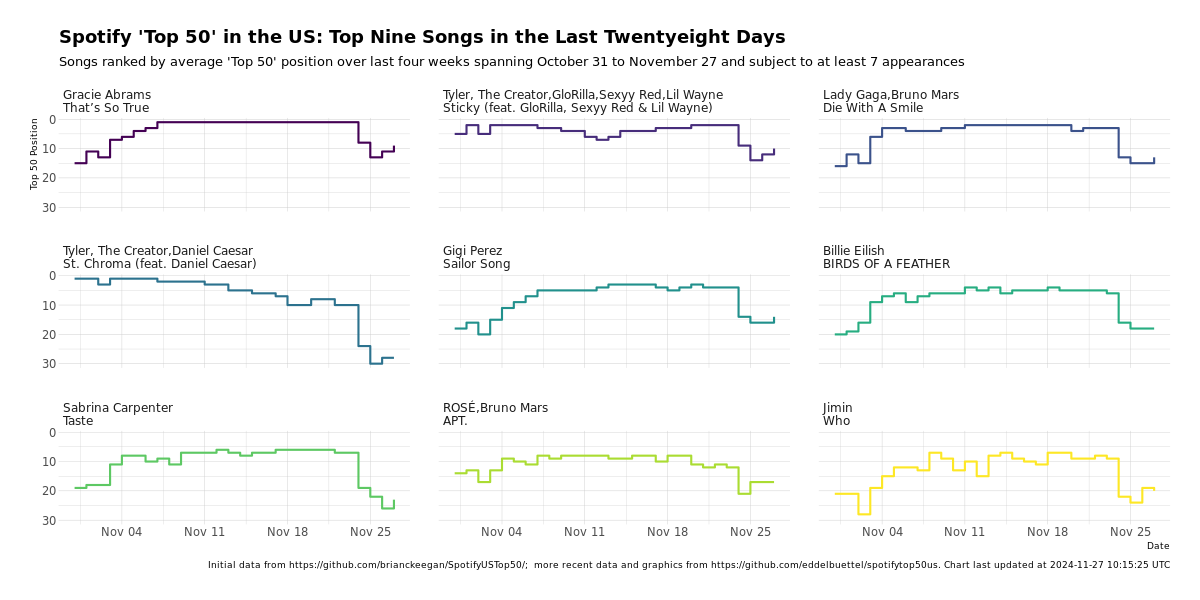 Spotify 'Top 50' in the US: Top Nine Songs in the Last Twentyeight Days
Songs ranked by average 'Top 50' position over last four weeks spanning October 31 to November 27 and subject to at least 7 appearances
Gracie Abrams
That’s So True
Tyler, The Creator,GloRilla,Sexyy Red,Lil Wayne
Sticky (feat. GloRilla, Sexyy Red & Lil Wayne)
Lady Gaga,Bruno Mars
Die With A Smile
Top 50 Position
0
10
20
30
Tyler, The Creator,Daniel Caesar
St. Chroma (feat. Daniel Caesar)
Gigi Perez
Sailor Song
Billie Eilish
BIRDS OF A FEATHER
0
10
20
30
Sabrina Carpenter
Taste
ROSÉ,Bruno Mars
APT.
Jimin
Who
0
10
20
30
Nov 04 Nov 11 Nov 18 Nov 25
Nov 04 Nov 11 Nov 18 Nov 25
Nov 04 Nov 11 Nov 18 Nov 25
Date
Initial data from https://github.com/brianckeegan/SpotifyUSTop50/;  more recent data and graphics from https://github.com/eddelbuettel/spotifytop50us. Chart last updated at 2024-11-27 10:15:25 UTC